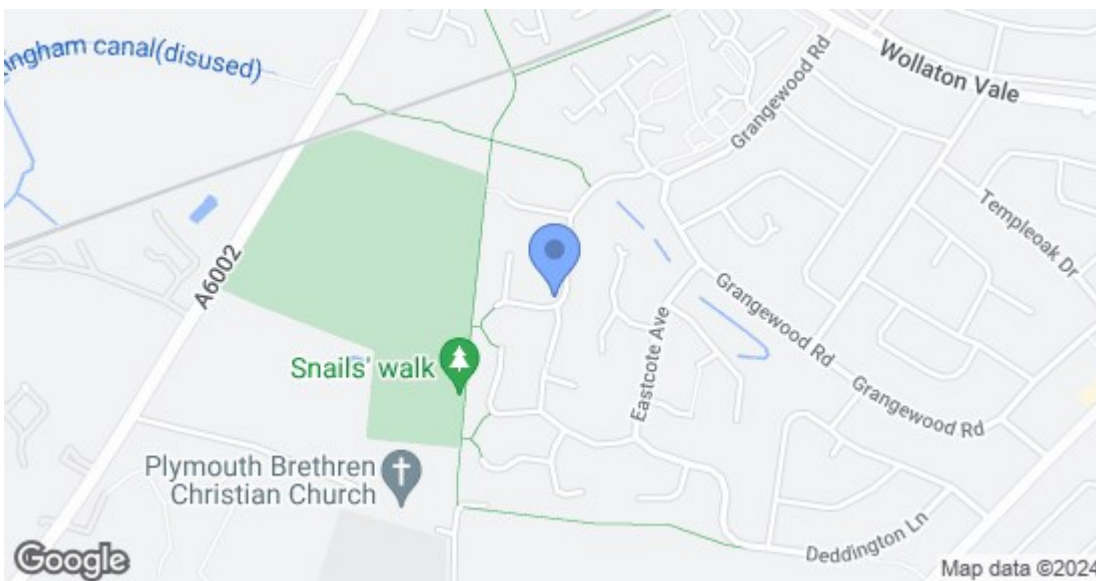 ingham canal(disused)
Wollaton Vale
Grangewood Rd
Templeoak Dr
A6002
Grangewood Rd
Eastcote Ave
Snails' walk
Grangewood Rd
Plymouth Brethren
Christian Church
Deddington Ln
Google
Map data ©2024